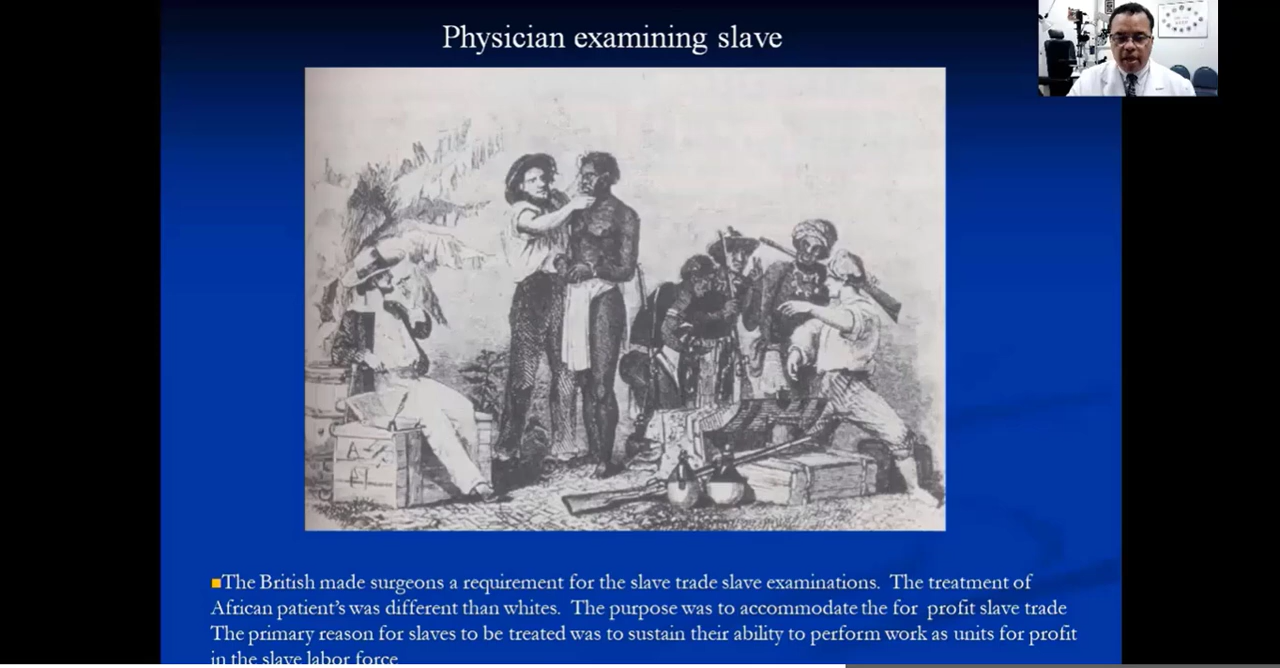 Physician examining slave
■The British made surgeons a requirement for the slave trade slave examinations. The treatment of
African patient's was different than whites. The purpose was to accommodate the for profit slave trade
The primary reason for slaves to be treated was to sustain their ability to perform work as units for profit
in the slave labor force